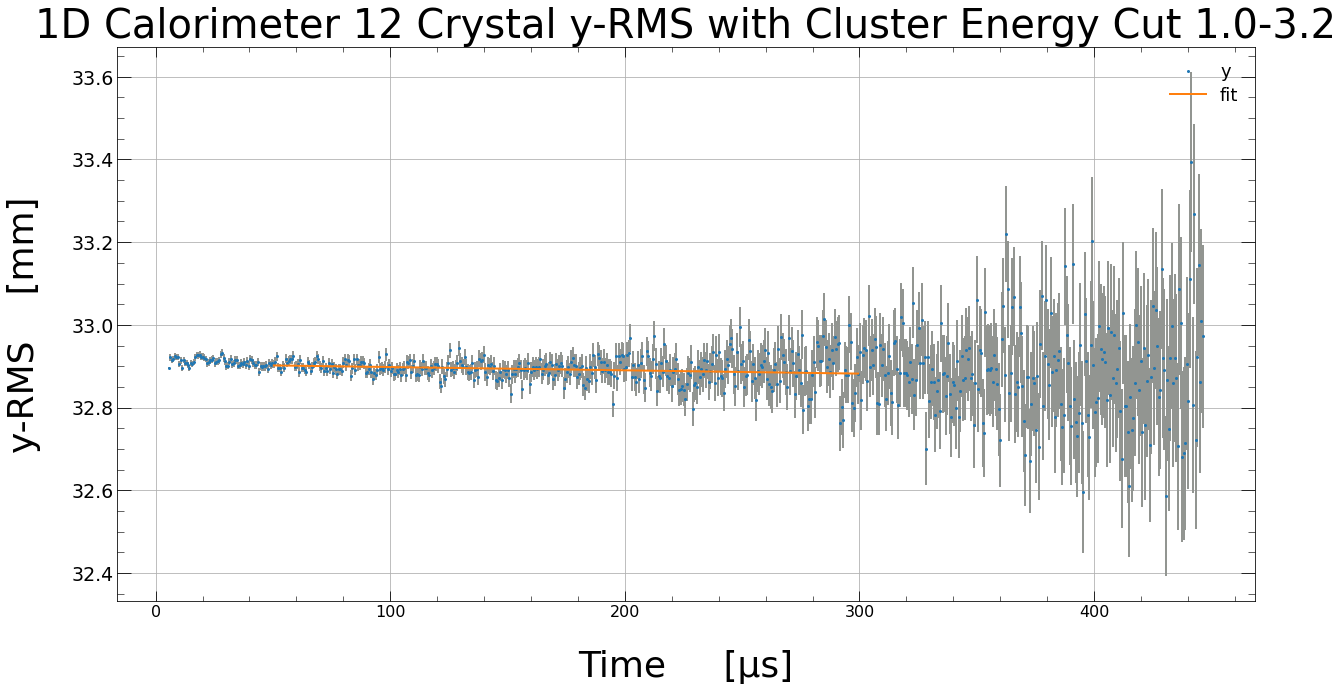 1D Calorimeter 12 Crystal y-RMS with Cluster Energy Cut 1.0-3.2
33.6
33.4
33.2
33.0
32.8
32.6
32.4
y-RMS [mm]
y
fit
0 100 200 300 400
Time [µs]